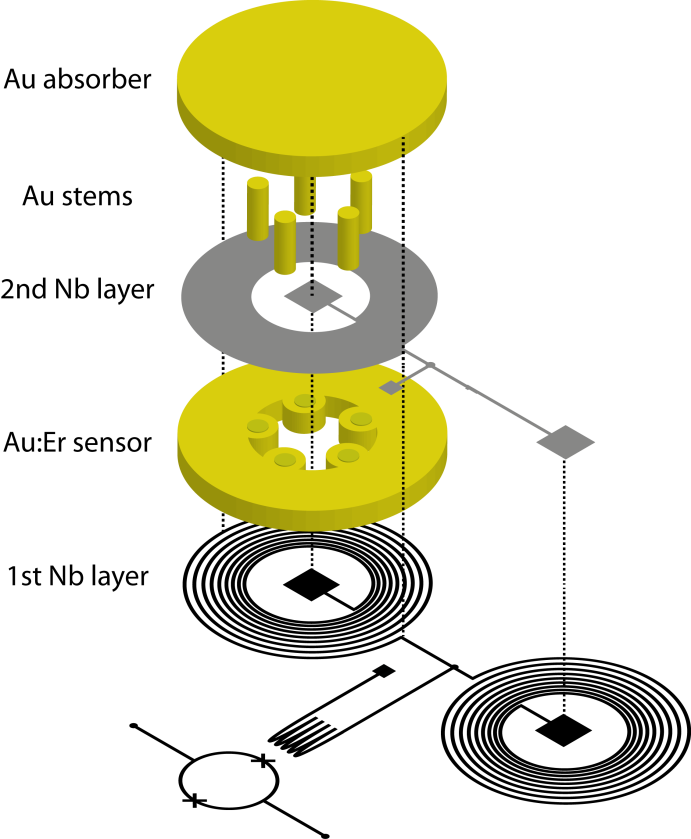 Au absorber
Au stems
2nd Nb layer
Au:Er sensor
1st Nb layer